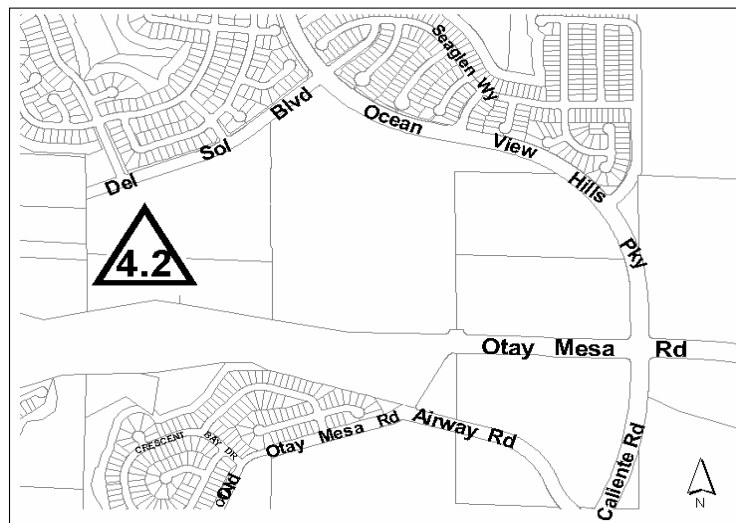 Seaglen Wy
Del Sol Blvd
Ocean View Hills Pky
4.2
Otay Mesa Rd
Airway Rd
Old Otay Mesa Rd
CRESCENT BAY DR
Caliente Rd
N